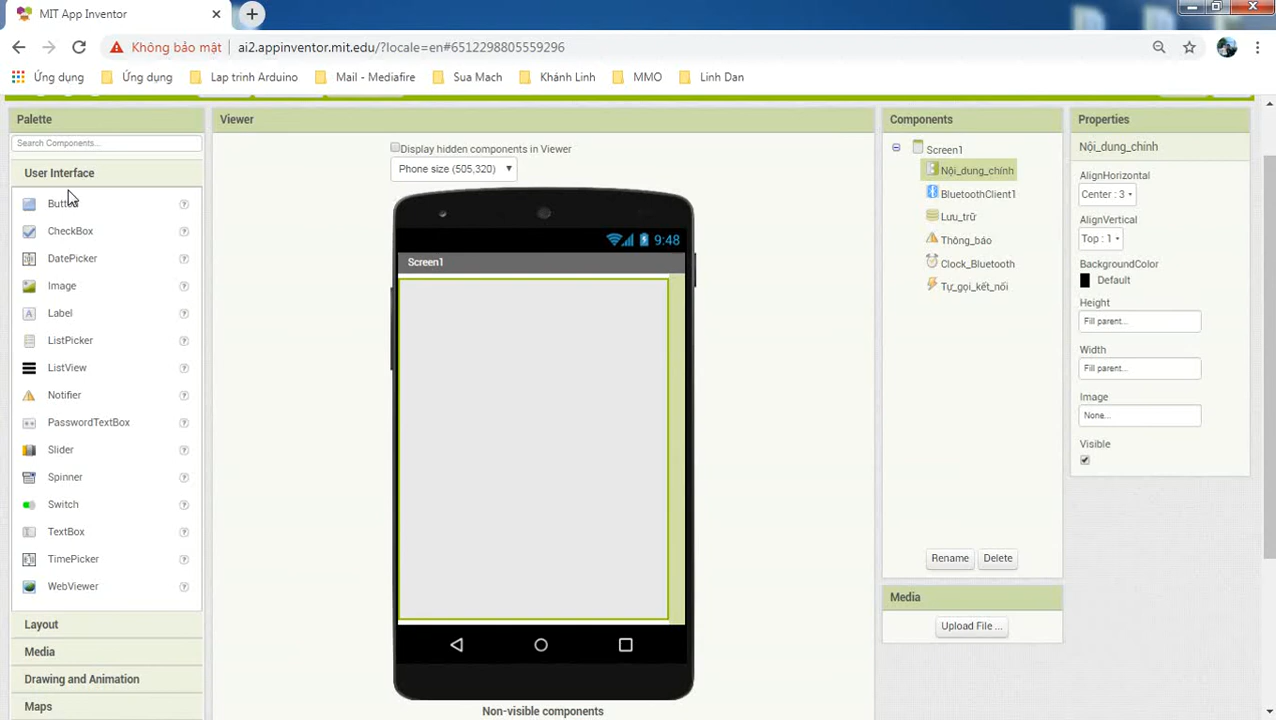 MIT App Inventor
Không bảo mật
ai2.appinventor.mit.edu/?locale=en#6512298805559296
Ứng dụng
Ứng dụng
Lap trinh Arduino
Mail - Mediafire
Sua Mach
Khánh Linh
MMO
Linh Dan
Palette
Search Components...
User Interface
CheckBox
DatePicker
Image
Label
ListPicker
ListView
Notifier
PasswordTextBox
Slider
Spinner
Switch
TextBox
TimePicker
WebViewer
Layout
Media
Drawing and Animation
Maps
Viewer
Display hidden components in Viewer
Phone size (505,320)
9:48
Screen1
Non-visible components
Components
Screen1
Nội_dung_chính
BluetoothClient1
Lưu_trữ
Thông_báo
Clock_Bluetooth
Tự_gọi_kết_nối
Rename
Delete
Media
Upload File ...
Properties
Nội_dung_chính
AlignHorizontal
Center : 3
AlignVertical
Top : 1
BackgroundColor
Default
Height
Fill parent...
Width
Fill parent...
Image
None...
Visible